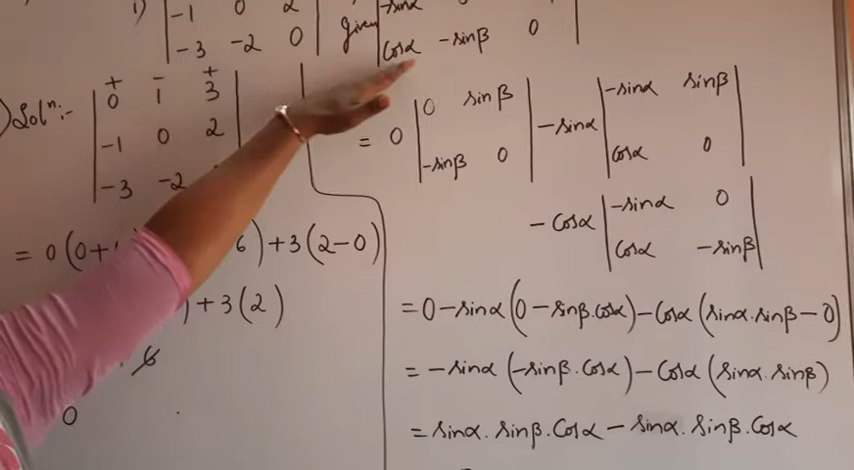 i) | -1 0 2 |
| -3 -2 0 |
Given | -sinα
cosα -sinβ 0 |
+ - +
) Solⁿ:- | 0 1 3 |
| -1 0 2 |
| -3 -2
= 0(0+ 6)+3(2-0)
)+3(2)
6
0
= 0 | 0 sinβ | -sinα | -sinα sinβ |
| -sinβ 0 | | cosα 0 |
- cosα | -sinα 0 |
| cosα -sinβ |
= 0-sinα(0-sinβ.cosα)-cosα(sinα.sinβ-0)
= -sinα(-sinβ.cosα)-cosα(sinα.sinβ)
= sinα.sinβ.cosα-sinα.sinβ.cosα